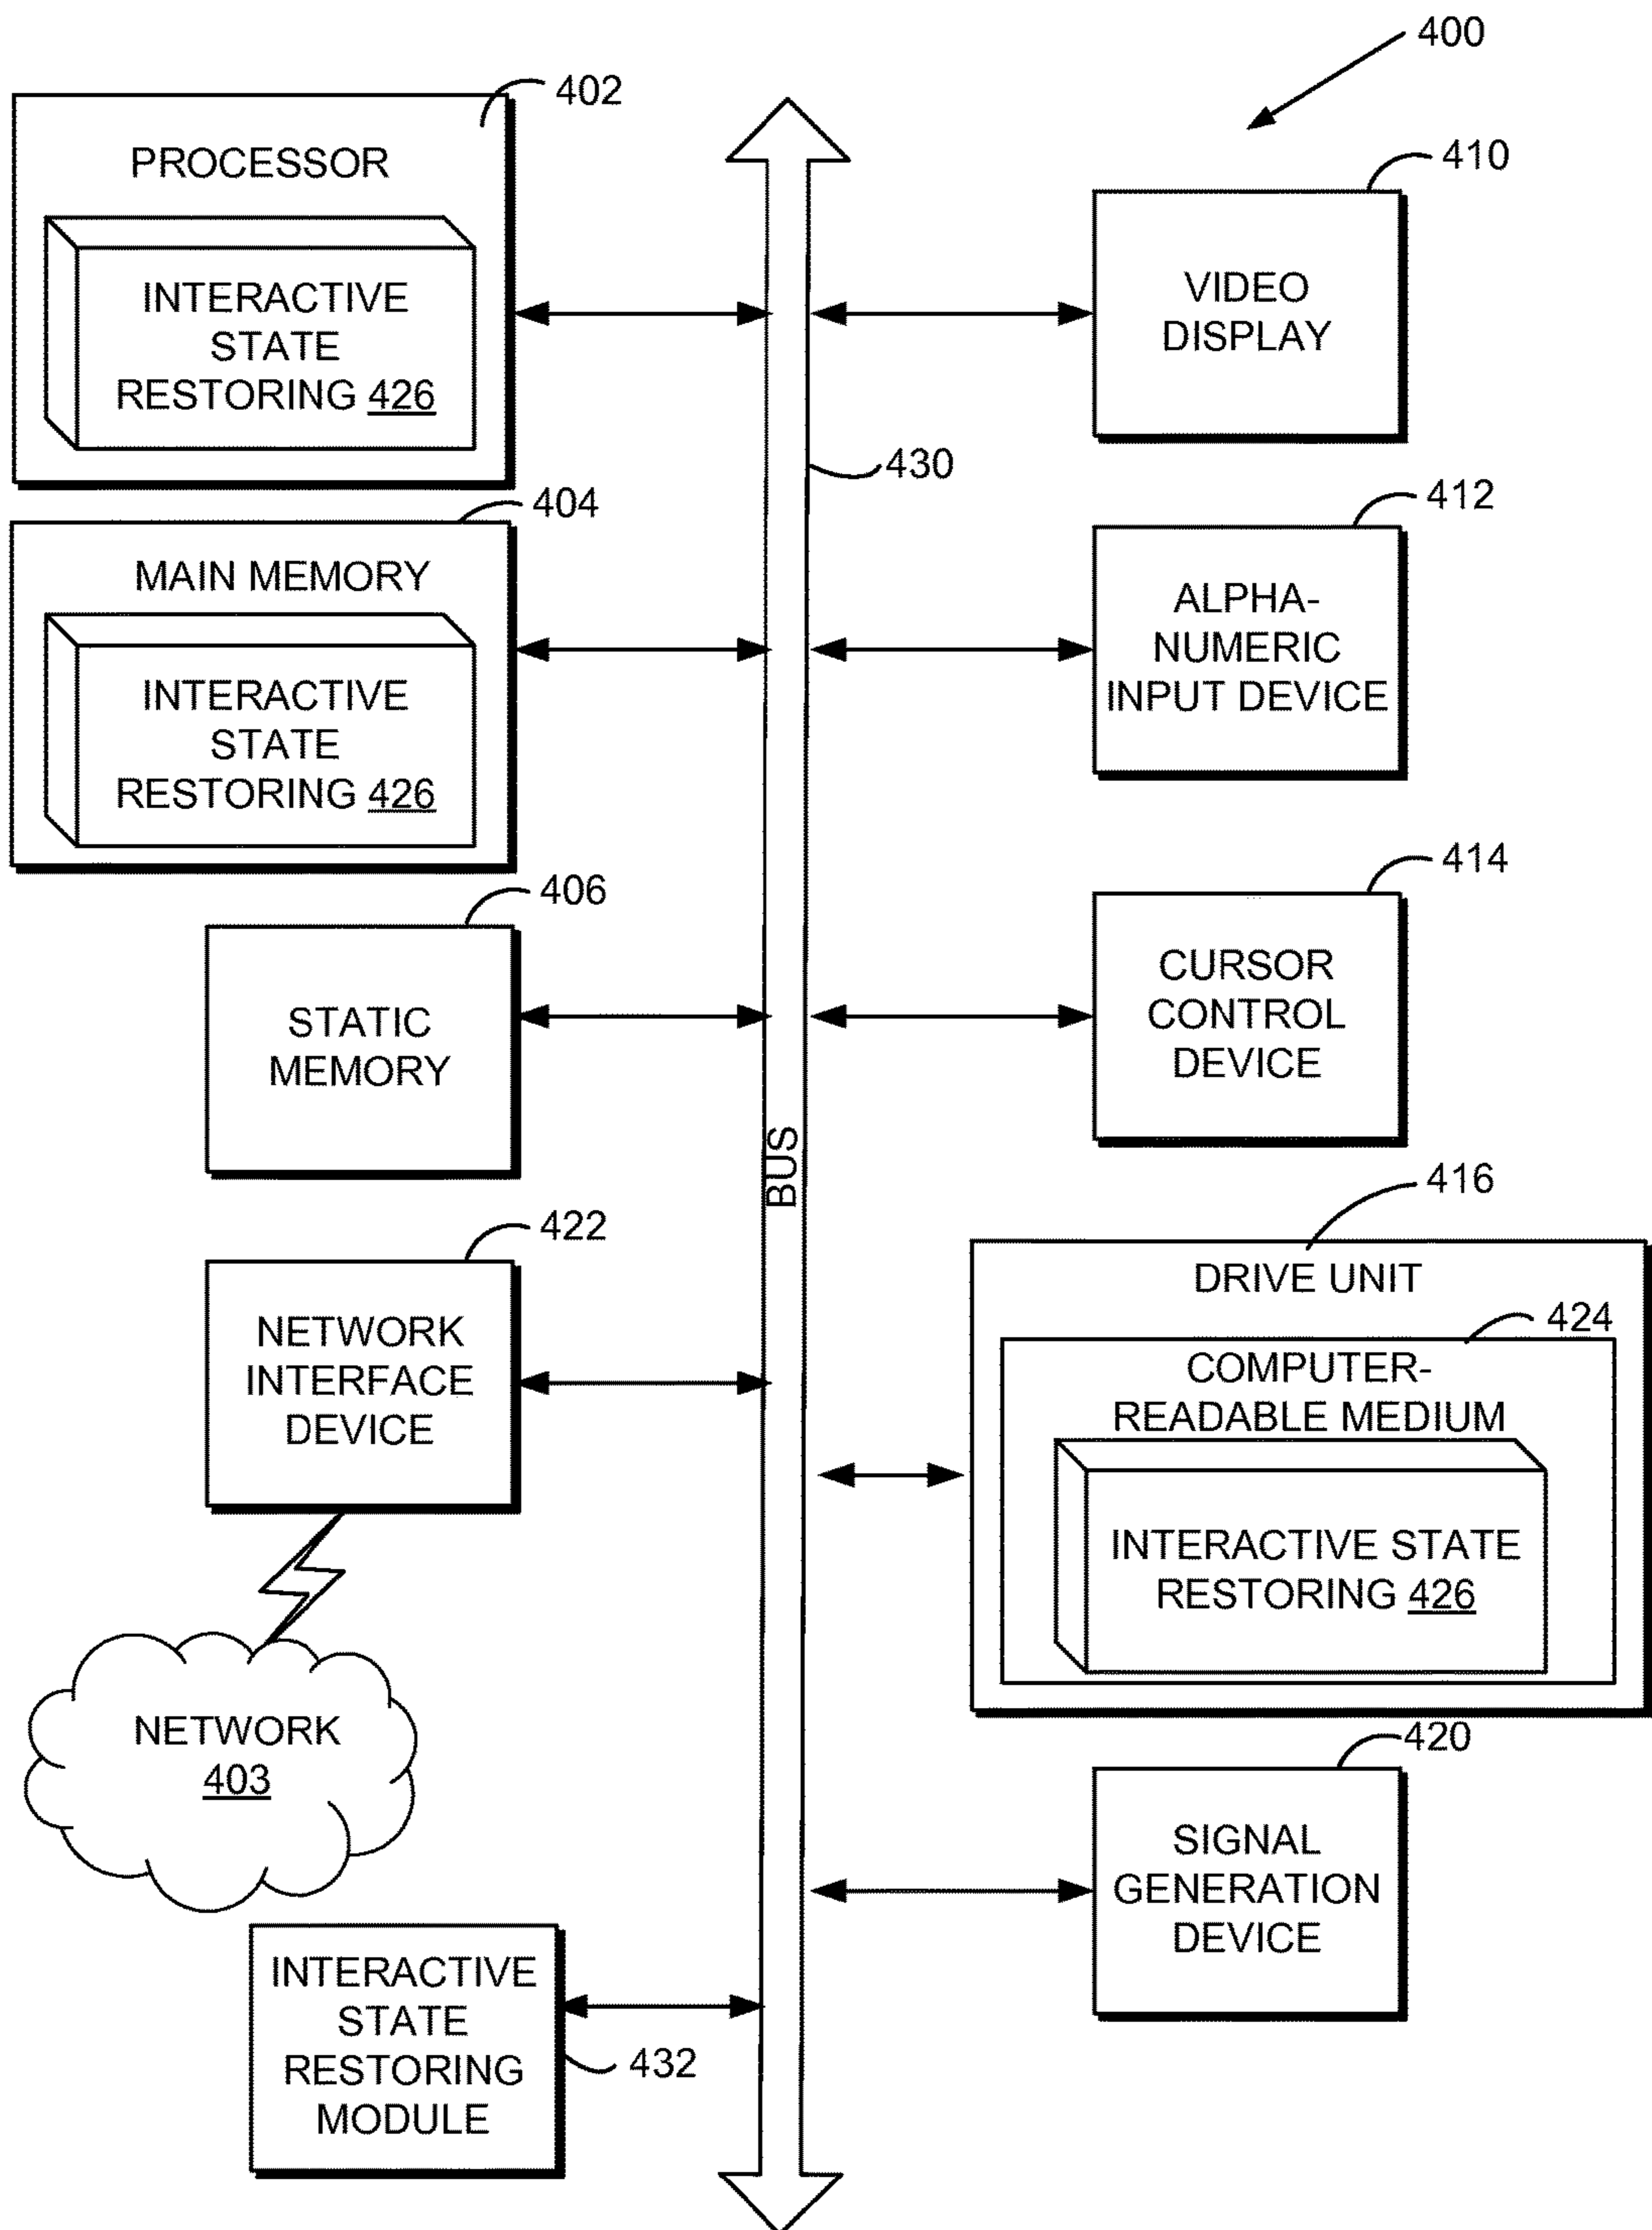 400
402
PROCESSOR
INTERACTIVE
STATE
RESTORING 426
404
MAIN MEMORY
INTERACTIVE
STATE
RESTORING 426
406
STATIC
MEMORY
422
NETWORK
INTERFACE
DEVICE
NETWORK
403
INTERACTIVE
STATE
RESTORING
MODULE
432
BUS
430
410
VIDEO
DISPLAY
412
ALPHA-
NUMERIC
INPUT DEVICE
414
CURSOR
CONTROL
DEVICE
416
DRIVE UNIT
424
COMPUTER-
READABLE MEDIUM
INTERACTIVE STATE
RESTORING 426
420
SIGNAL
GENERATION
DEVICE